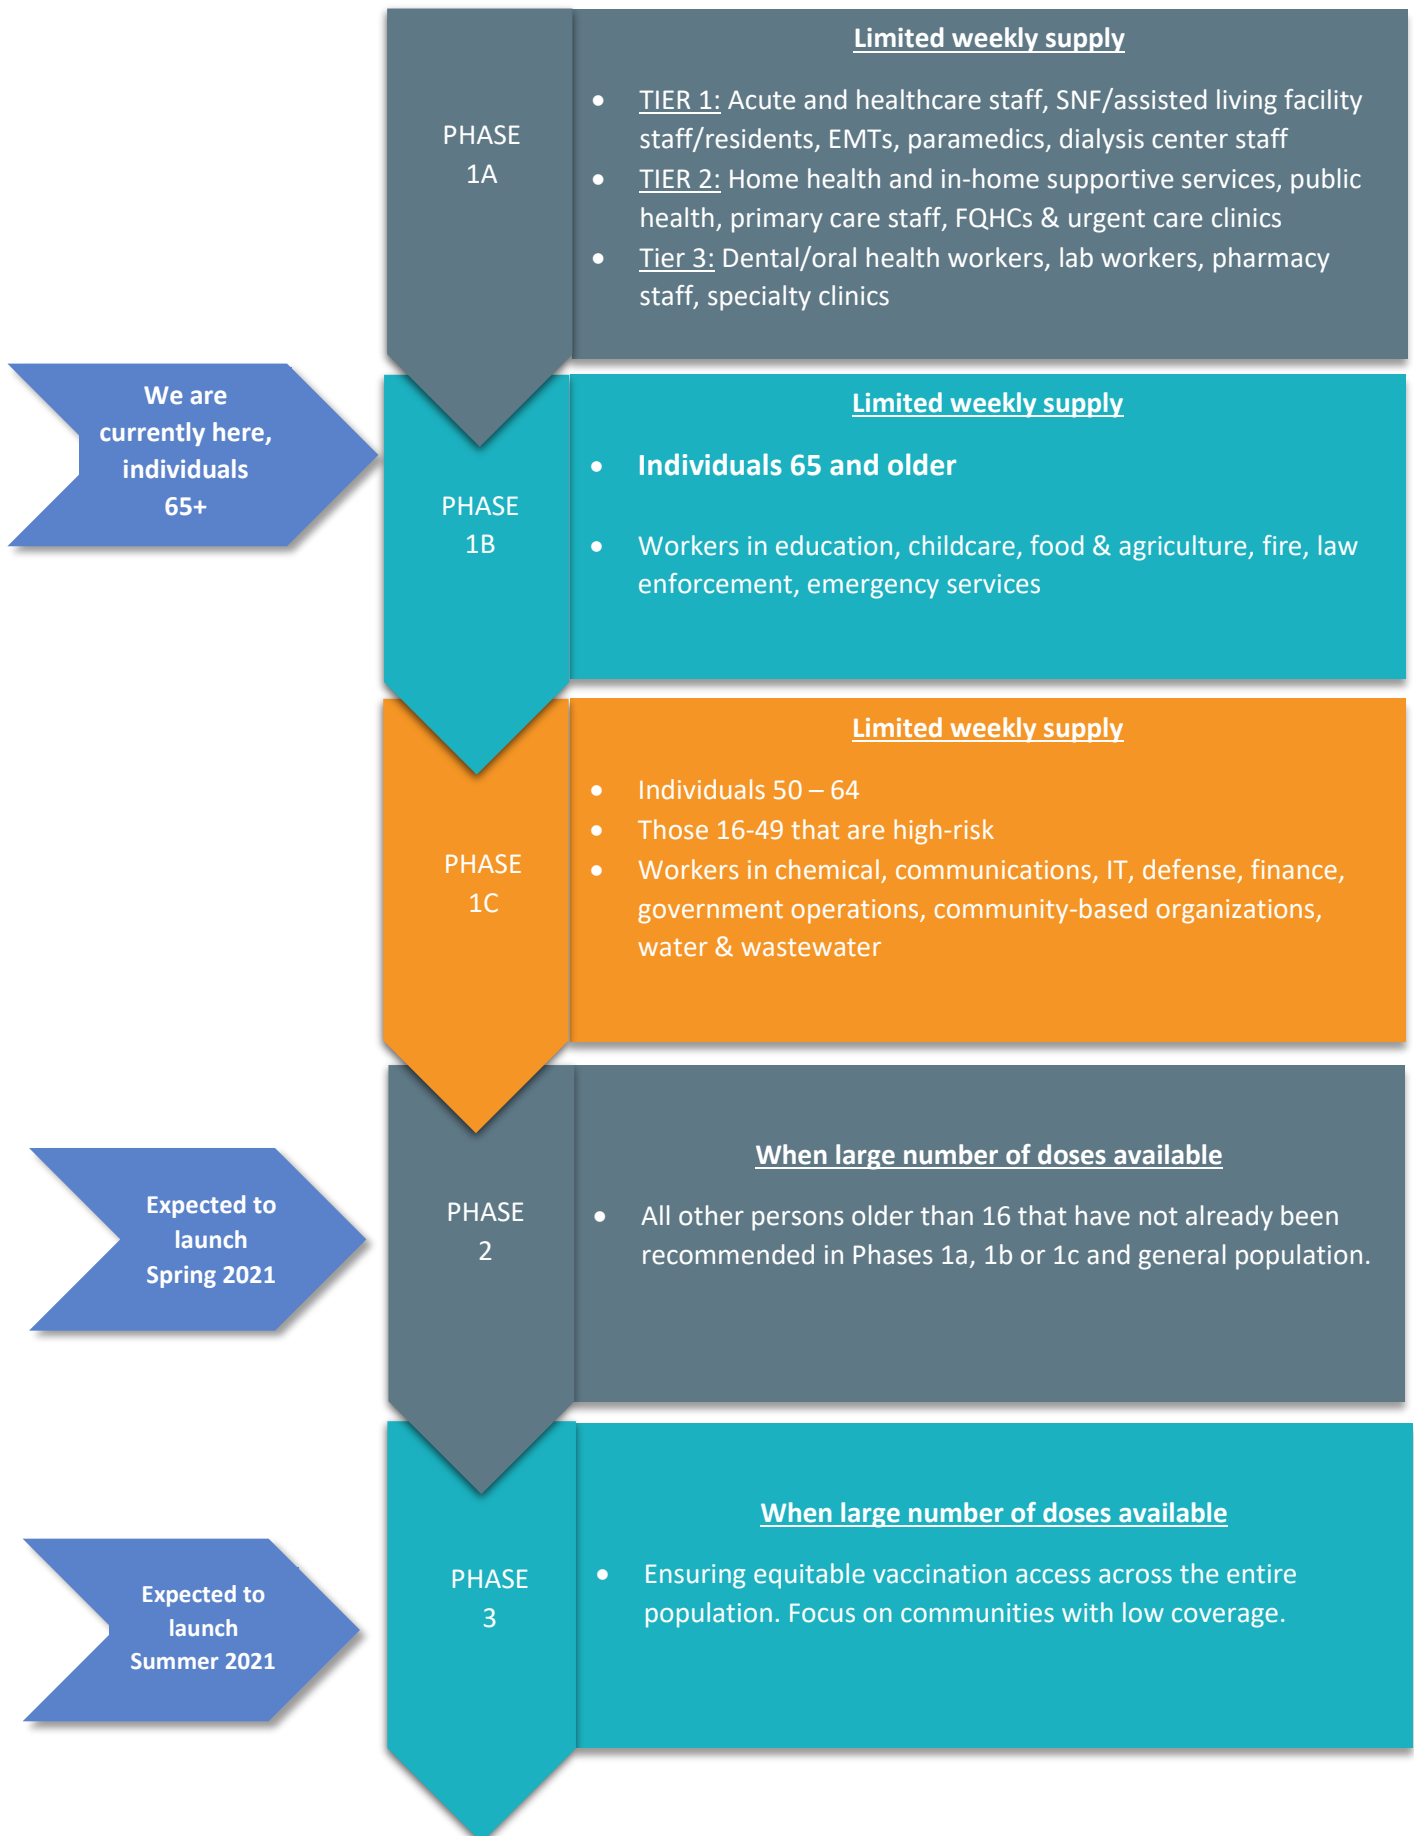 PHASE
1A
Limited weekly supply
• TIER 1: Acute and healthcare staff, SNF/assisted living facility
staff/residents, EMTs, paramedics, dialysis center staff
• TIER 2: Home health and in-home supportive services, public
health, primary care staff, FQHCs & urgent care clinics
• Tier 3: Dental/oral health workers, lab workers, pharmacy
staff, specialty clinics
We are
currently here,
individuals
65+
PHASE
1B
Limited weekly supply
• Individuals 65 and older
• Workers in education, childcare, food & agriculture, fire, law
enforcement, emergency services
PHASE
1C
Limited weekly supply
• Individuals 50 – 64
• Those 16-49 that are high-risk
• Workers in chemical, communications, IT, defense, finance,
government operations, community-based organizations,
water & wastewater
Expected to
launch
Spring 2021
PHASE
2
When large number of doses available
• All other persons older than 16 that have not already been
recommended in Phases 1a, 1b or 1c and general population.
Expected to
launch
Summer 2021
PHASE
3
When large number of doses available
• Ensuring equitable vaccination access across the entire
population. Focus on communities with low coverage.